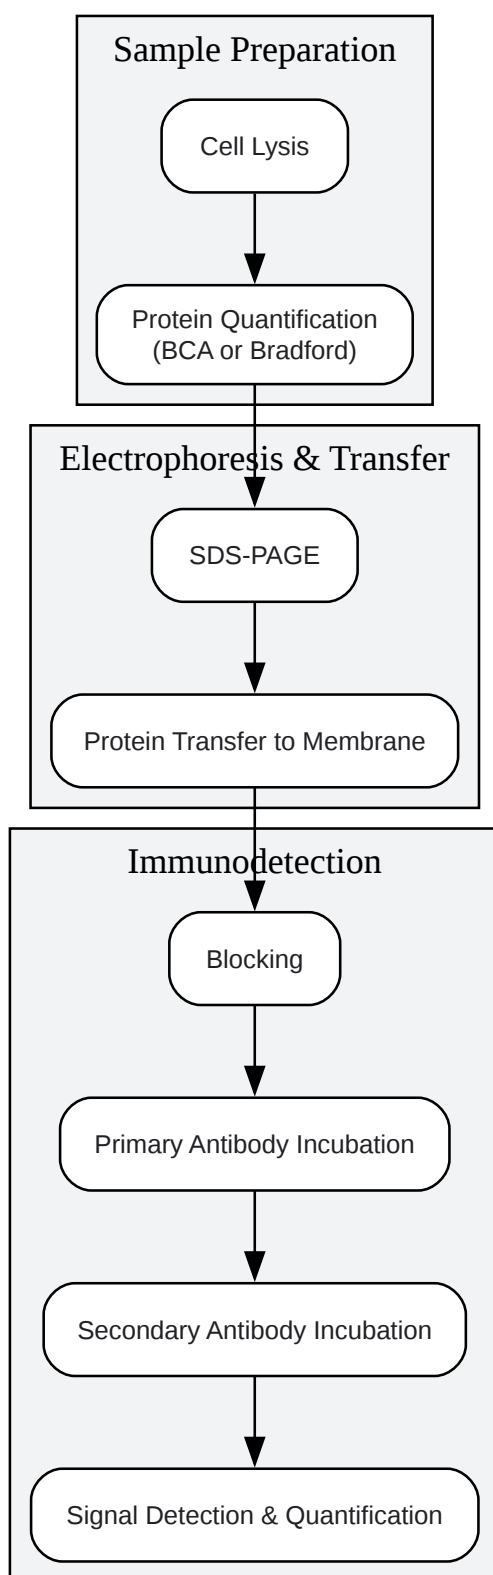 Sample Preparation
Cell Lysis
Protein Quantification
(BCA or Bradford)
Electrophoresis & Transfer
SDS-PAGE
Protein Transfer to Membrane
Immunodetection
Blocking
Primary Antibody Incubation
Secondary Antibody Incubation
Signal Detection & Quantification